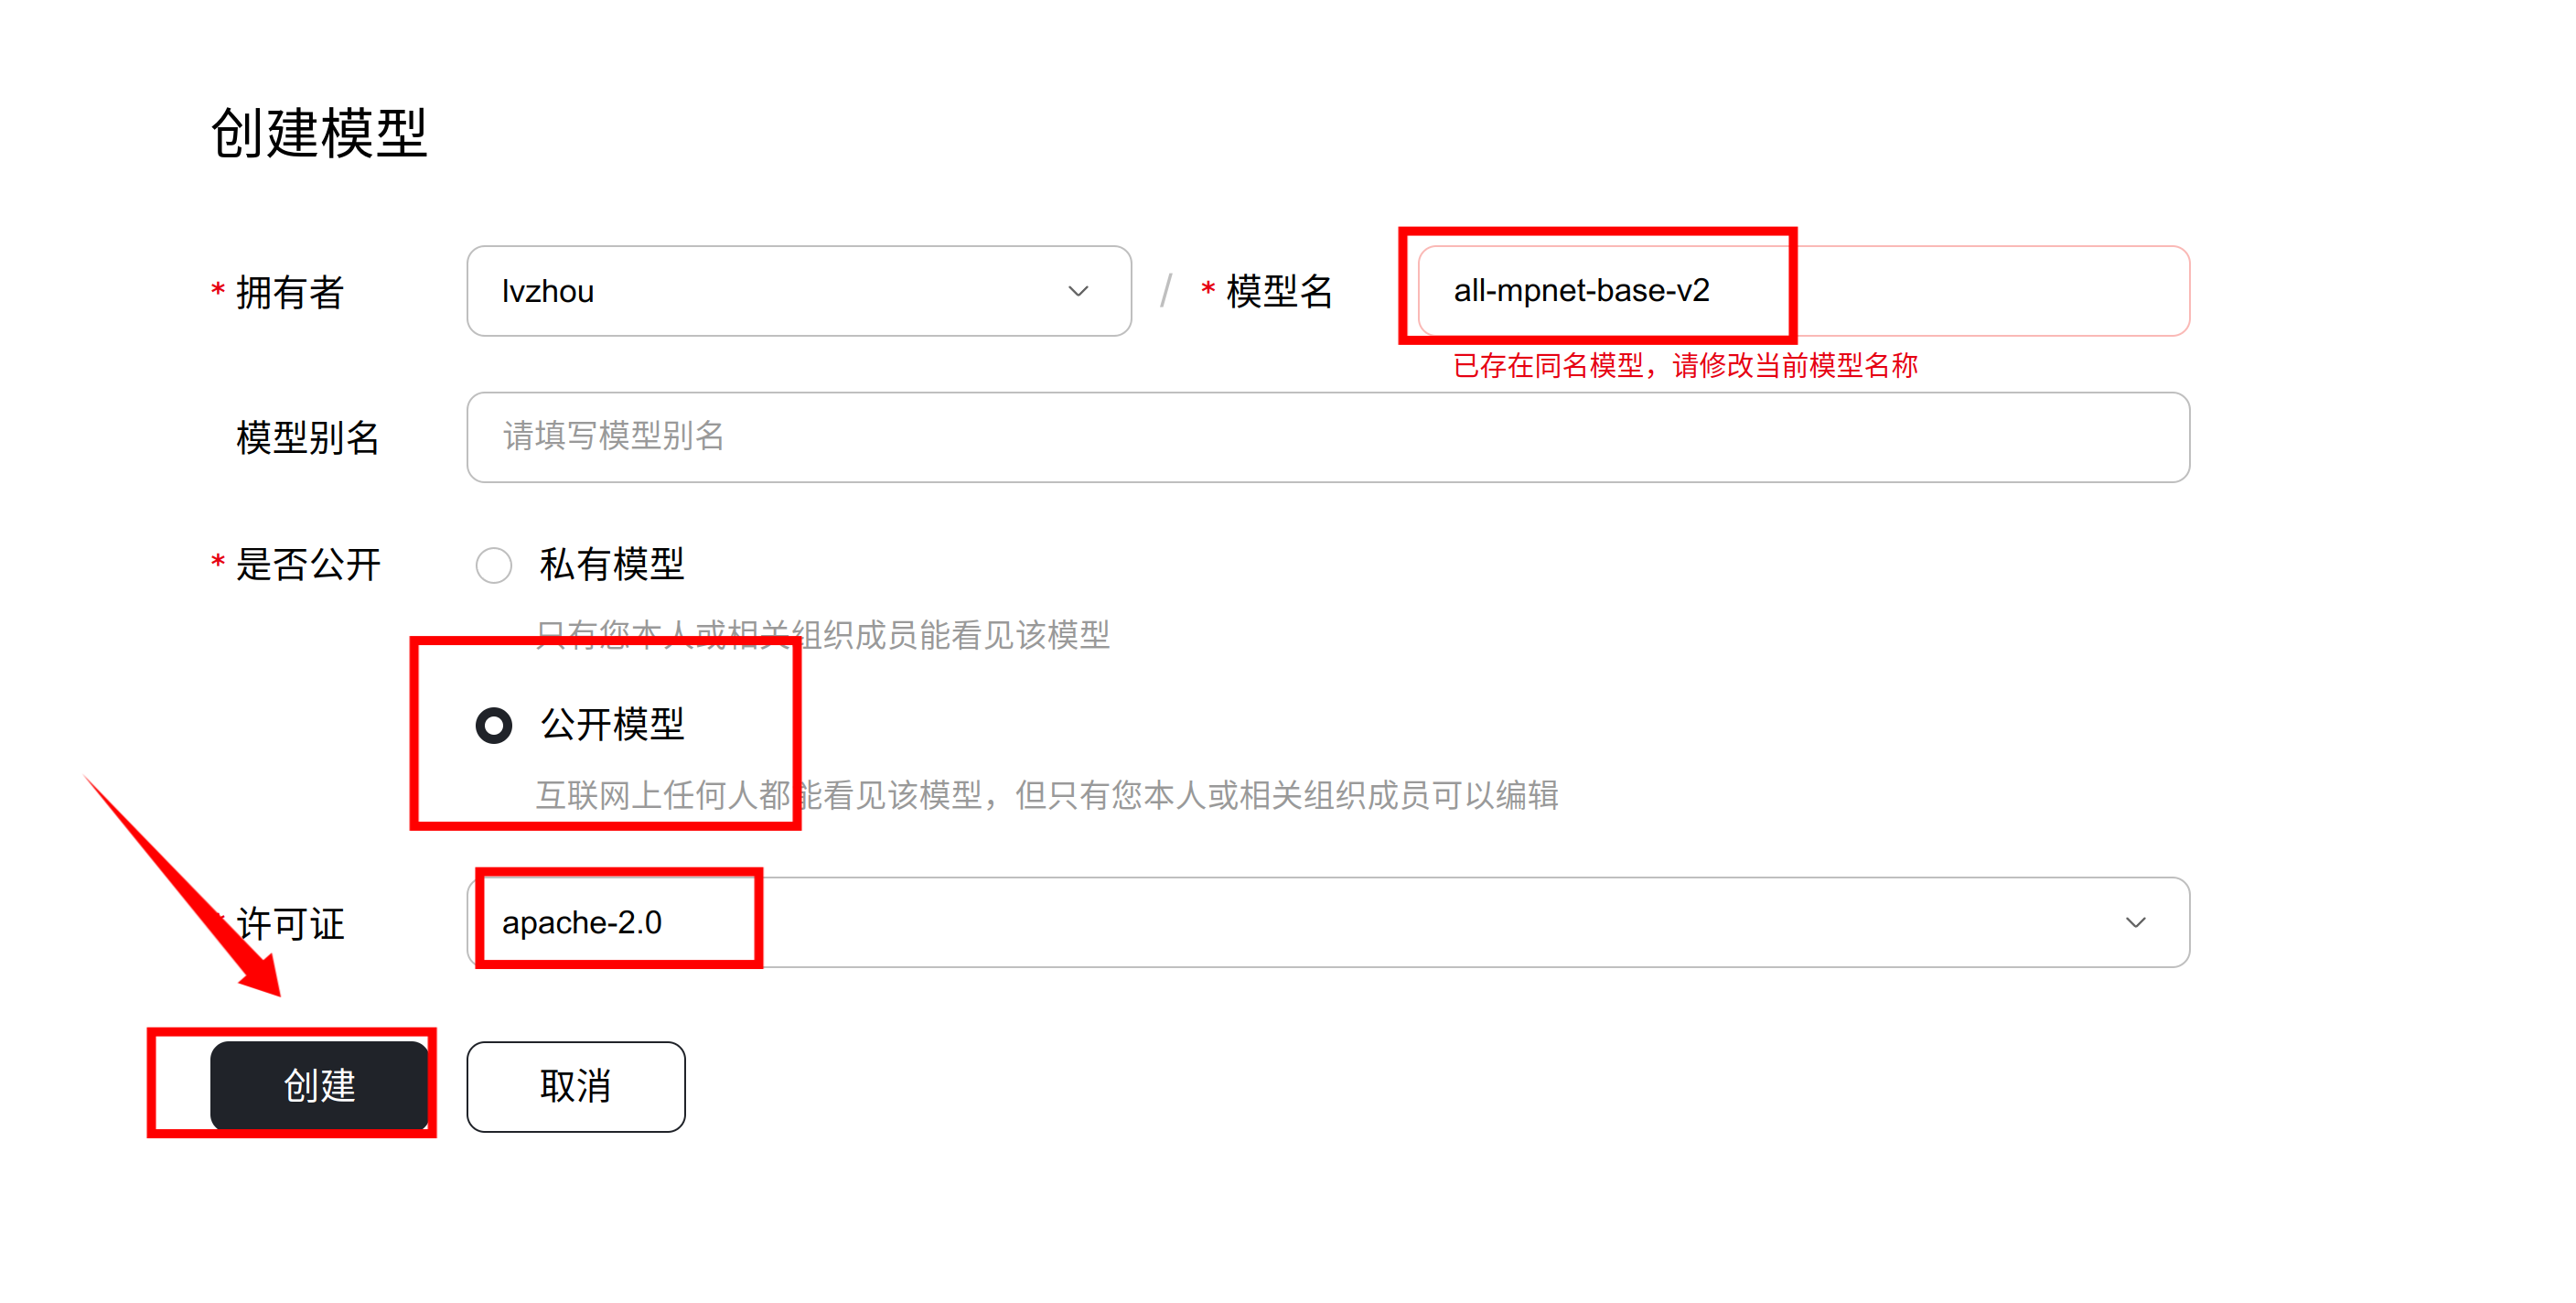 创建模型
* 拥有者 lvzhou / * 模型名 all-mpnet-base-v2
已存在同名模型，请修改当前模型名称
模型别名 请填写模型别名
* 是否公开 私有模型
只有您本人或相关组织成员能看见该模型
公开模型
互联网上任何人都能看见该模型，但只有您本人或相关组织成员可以编辑
* 许可证 apache-2.0
创建 取消